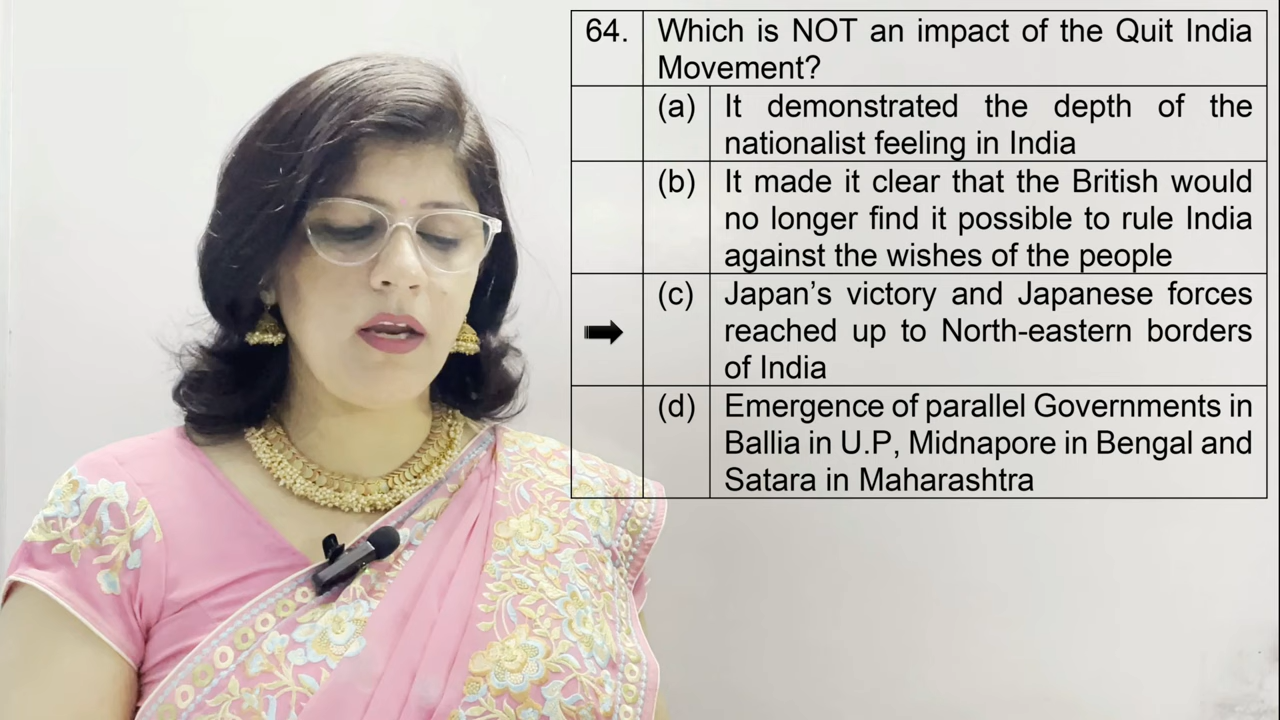 64. Which is NOT an impact of the Quit India
Movement?
(a) It demonstrated the depth of the
nationalist feeling in India
(b) It made it clear that the British would
no longer find it possible to rule India
against the wishes of the people
(c) Japan's victory and Japanese forces
reached up to North-eastern borders
of India
(d) Emergence of parallel Governments in
Ballia in U.P, Midnapore in Bengal and
Satara in Maharashtra